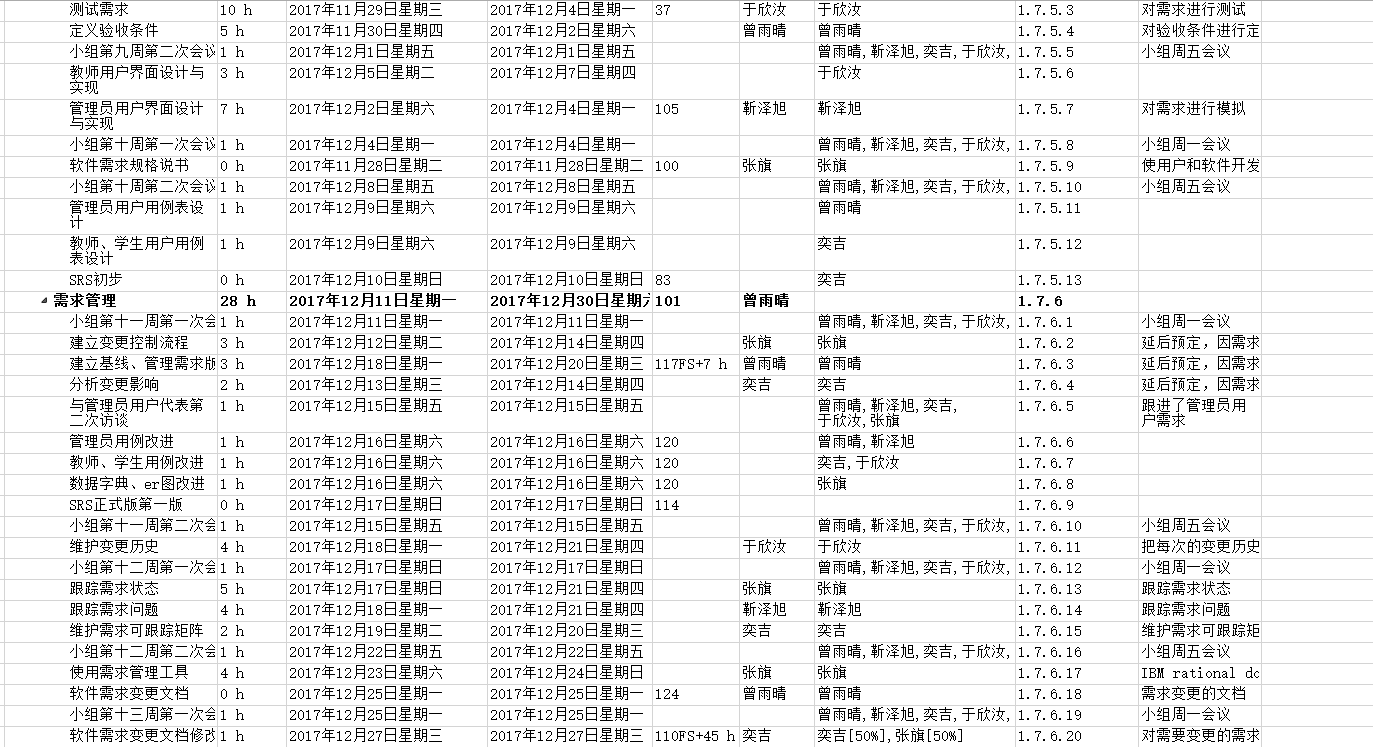 测试需求 10 h 2017年11月29日星期三 2017年12月4日星期一 37 于欣汝 于欣汝 1.7.5.3 对需求进行测试
定义验收条件 5 h 2017年11月30日星期四 2017年12月2日星期六 曾雨晴 曾雨晴 1.7.5.4 对验收条件进行定
小组第九周第二次会议 1 h 2017年12月1日星期五 2017年12月1日星期五 曾雨晴,靳泽旭,奕吉,于欣汝, 1.7.5.5 小组周五会议
教师用户界面设计与 3 h 2017年12月5日星期二 2017年12月7日星期四 于欣汝 1.7.5.6
实现
管理员用户界面设计 7 h 2017年12月2日星期六 2017年12月4日星期一 105 靳泽旭 靳泽旭 1.7.5.7 对需求进行模拟
与实现
小组第十周第一次会议 1 h 2017年12月4日星期一 2017年12月4日星期一 曾雨晴,靳泽旭,奕吉,于欣汝, 1.7.5.8 小组周一会议
软件需求规格说书 0 h 2017年11月28日星期二 2017年11月28日星期二 100 张旗 张旗 1.7.5.9 使用户和软件开发
小组第十周第二次会议 1 h 2017年12月8日星期五 2017年12月8日星期五 曾雨晴,靳泽旭,奕吉,于欣汝, 1.7.5.10 小组周五会议
管理员用户用例表设 1 h 2017年12月9日星期六 2017年12月9日星期六 曾雨晴 1.7.5.11
计
教师、学生用户用例 1 h 2017年12月9日星期六 2017年12月9日星期六 奕吉 1.7.5.12
表设计
SRS初步 0 h 2017年12月10日星期日 2017年12月10日星期日 83 奕吉 1.7.5.13
需求管理 28 h 2017年12月11日星期一 2017年12月30日星期六 101 曾雨晴 1.7.6
小组第十一周第一次会 1 h 2017年12月11日星期一 2017年12月11日星期一 曾雨晴,靳泽旭,奕吉,于欣汝, 1.7.6.1 小组周一会议
建立变更控制流程 3 h 2017年12月12日星期二 2017年12月14日星期四 张旗 张旗 1.7.6.2 延后预定，因需求
建立基线、管理需求版 3 h 2017年12月18日星期一 2017年12月20日星期三 117FS+7 h 曾雨晴 曾雨晴 1.7.6.3 延后预定，因需求
分析变更影响 2 h 2017年12月13日星期三 2017年12月14日星期四 奕吉 奕吉 1.7.6.4 延后预定，因需求
与管理员用户代表第 1 h 2017年12月15日星期五 2017年12月15日星期五 曾雨晴,靳泽旭,奕吉, 1.7.6.5 跟进了管理员用
二次访谈 于欣汝,张旗 户需求
管理员用例改进 1 h 2017年12月16日星期六 2017年12月16日星期六 120 曾雨晴,靳泽旭 1.7.6.6
教师、学生用例改进 1 h 2017年12月16日星期六 2017年12月16日星期六 120 奕吉,于欣汝 1.7.6.7
数据字典、er图改进 1 h 2017年12月16日星期六 2017年12月16日星期六 120 张旗 1.7.6.8
SRS正式版第一版 0 h 2017年12月17日星期日 2017年12月17日星期日 114 1.7.6.9
小组第十一周第二次会 1 h 2017年12月15日星期五 2017年12月15日星期五 曾雨晴,靳泽旭,奕吉,于欣汝, 1.7.6.10 小组周五会议
维护变更历史 4 h 2017年12月18日星期一 2017年12月21日星期四 于欣汝 于欣汝 1.7.6.11 把每次的变更历史
小组第十二周第一次会 1 h 2017年12月17日星期日 2017年12月17日星期日 曾雨晴,靳泽旭,奕吉,于欣汝, 1.7.6.12 小组周一会议
跟踪需求状态 5 h 2017年12月17日星期日 2017年12月21日星期四 张旗 张旗 1.7.6.13 跟踪需求状态
跟踪需求问题 4 h 2017年12月18日星期一 2017年12月21日星期四 靳泽旭 靳泽旭 1.7.6.14 跟踪需求问题
维护需求可跟踪矩阵 2 h 2017年12月19日星期二 2017年12月20日星期三 奕吉 奕吉 1.7.6.15 维护需求可跟踪矩
小组第十二周第二次会 1 h 2017年12月22日星期五 2017年12月22日星期五 曾雨晴,靳泽旭,奕吉,于欣汝, 1.7.6.16 小组周五会议
使用需求管理工具 4 h 2017年12月23日星期六 2017年12月24日星期日 张旗 张旗 1.7.6.17 IBM rational do
软件需求变更文档 0 h 2017年12月25日星期一 2017年12月25日星期一 124 曾雨晴 曾雨晴 1.7.6.18 需求变更的文档
小组第十三周第一次会 1 h 2017年12月25日星期一 2017年12月25日星期一 曾雨晴,靳泽旭,奕吉,于欣汝, 1.7.6.19 小组周一会议
软件需求变更文档修改 1 h 2017年12月27日星期三 2017年12月27日星期三 110FS+45 h 奕吉 奕吉[50%],张旗[50%] 1.7.6.20 对需要变更的需求